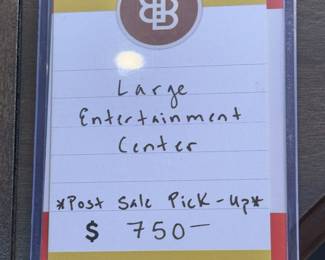 Large
Entertainment
Center
*Post Sale Pick-Up*
$ 750—